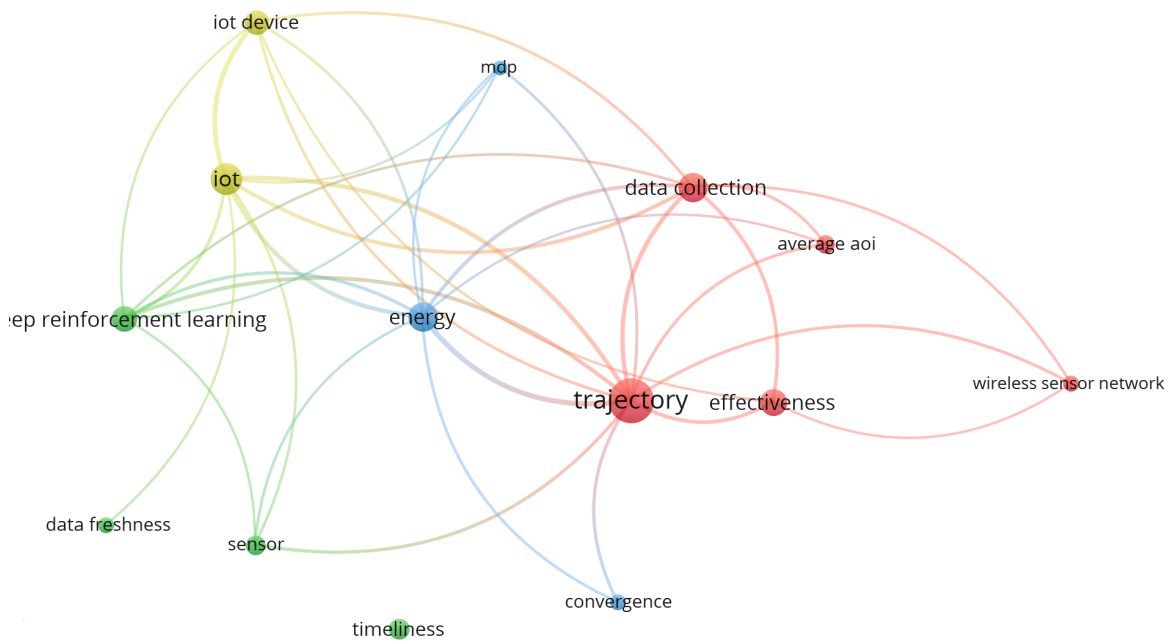 iot device
mdp
iot
data collection
average aoi
eep reinforcement learning
energy
wireless sensor network
trajectory
effectiveness
data freshness
sensor
convergence
timeliness